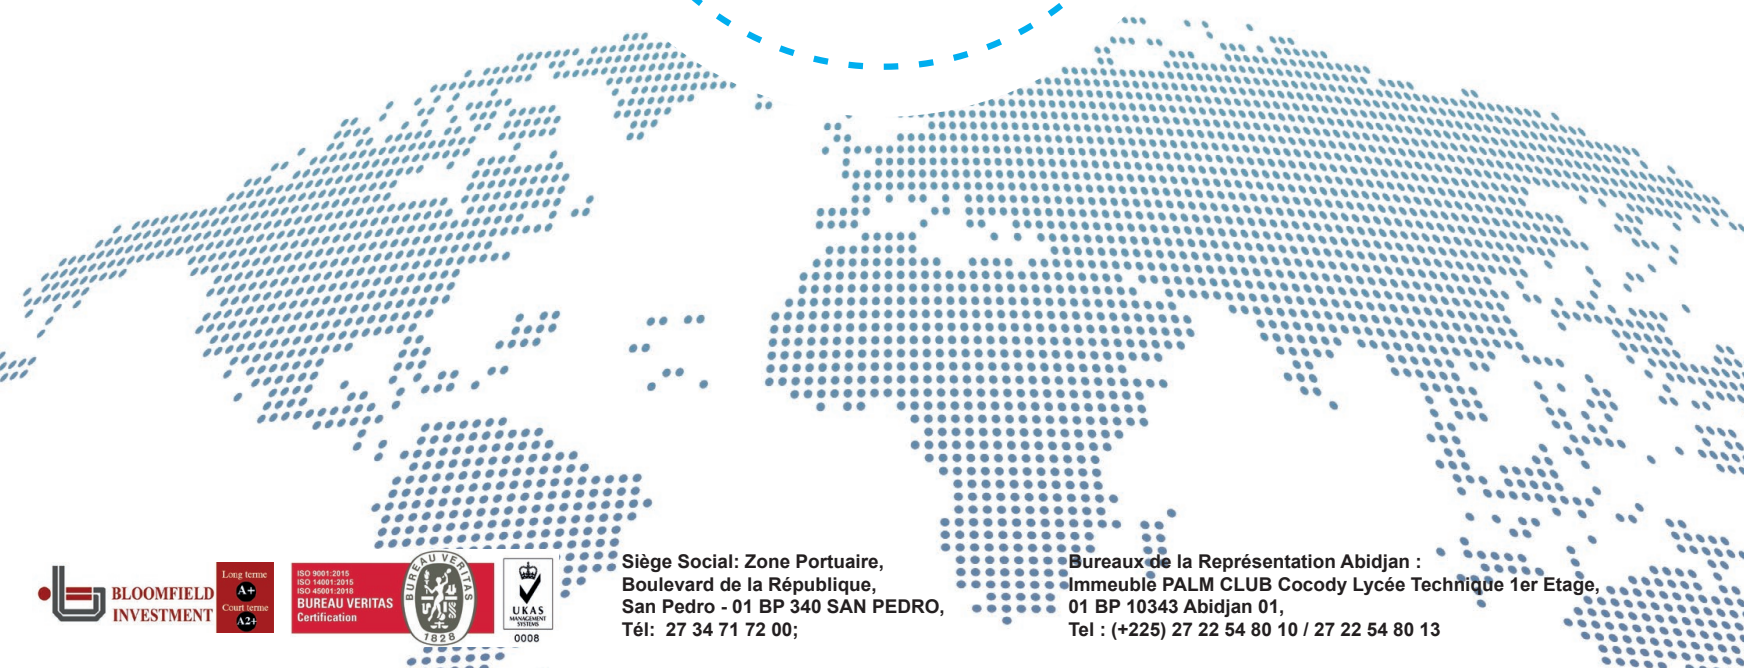 BLOOMFIELD
INVESTMENT
Long terme
A+
Court terme
A2+
ISO 9001:2015
ISO 14001:2015
ISO 45001:2018
BUREAU VERITAS
Certification
BUREAU VERITAS
1828
UKAS
MANAGEMENT
SYSTEMS
0008
Siège Social: Zone Portuaire,
Boulevard de la République,
San Pedro - 01 BP 340 SAN PEDRO,
Tél: 27 34 71 72 00;
Bureaux de la Représentation Abidjan :
Immeuble PALM CLUB Cocody Lycée Technique 1er Etage,
01 BP 10343 Abidjan 01,
Tel : (+225) 27 22 54 80 10 / 27 22 54 80 13